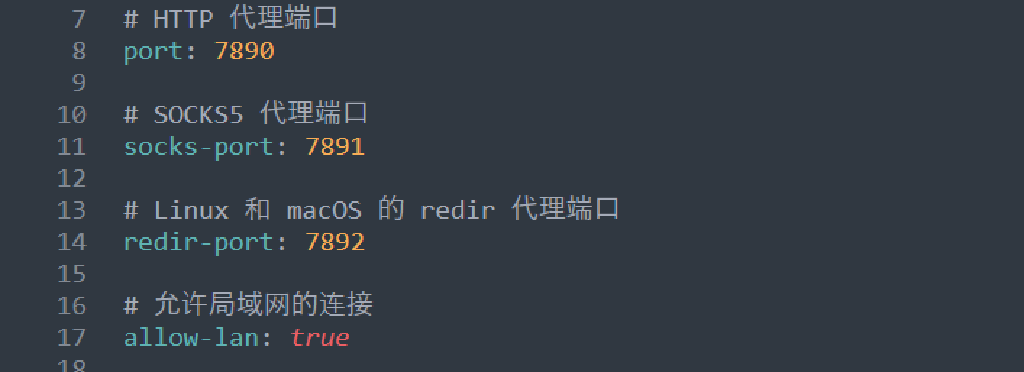 7 # HTTP 代理端口
8 port: 7890
9
10 # SOCKS5 代理端口
11 socks-port: 7891
12
13 # Linux 和 macOS 的 redir 代理端口
14 redir-port: 7892
15
16 # 允许局域网的连接
17 allow-lan: true
18